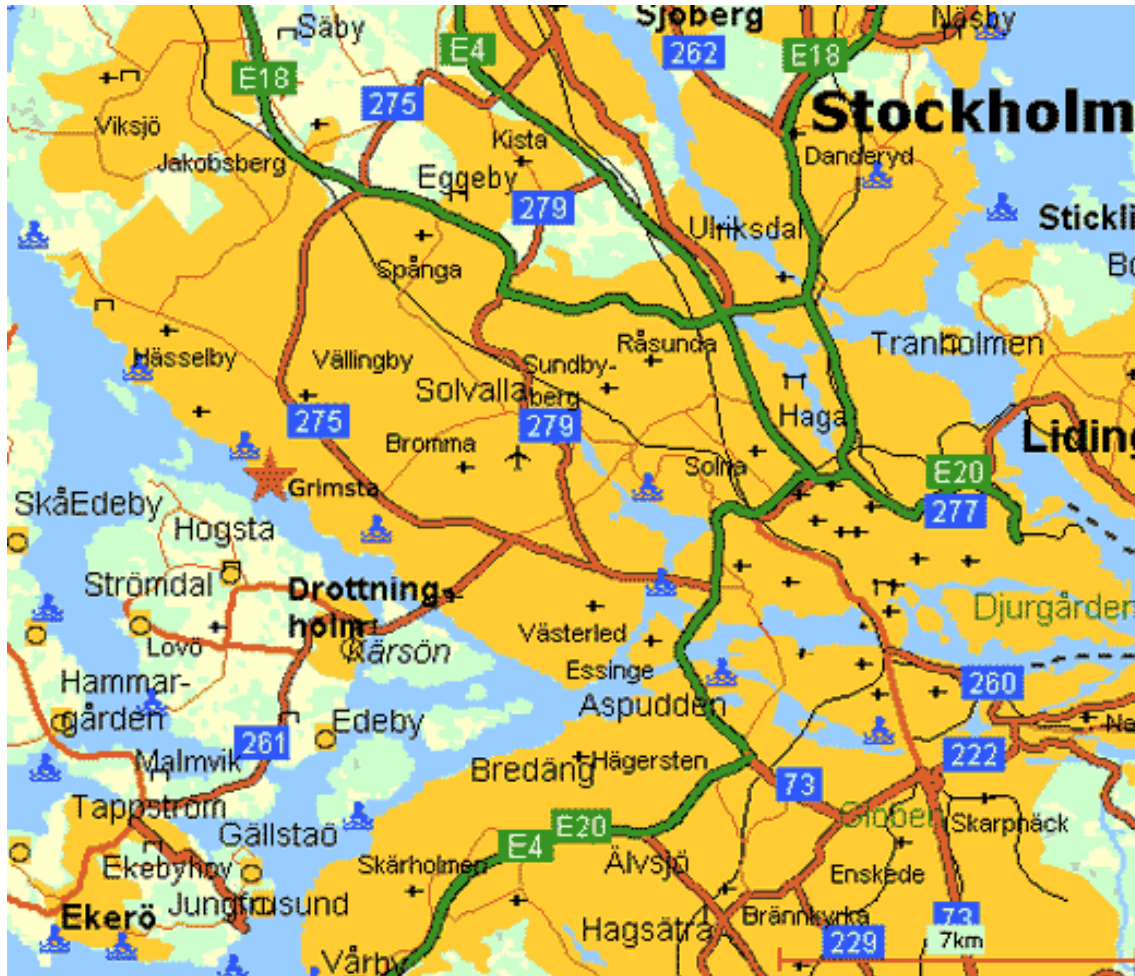 Säby
E4
Sjöberg
E18
Näsby
262
E18
275
Stockholm
Viksjö
Kista
Jakobsberg
Danderyd
Eggeby
279
Ulriksdal
Spånga
Råsunda
Tranholmen
Hässelby
Vällingby
Sundby-
berg
Solvalla
Haga
275
279
Bromma
Solna
E20
Grimsta
277
SkåEdeby
Hogsta
Strömdal
Drottning-
holm
Djurgården
Västerled
Lovö
Kärsön
Essinge
Hammar-
gården
260
Aspudden
Edeby
261
222
Malmvik
Bredäng
Hägersten
73
Tappström
Gällstaö
E20
Skarpnäck
E4
Ekebyhov
Skärholmen
Älvsjö
Enskede
Ekerö
Jungfrusund
Hagsätra
Brännkyrka
73
229
7km
Vårby